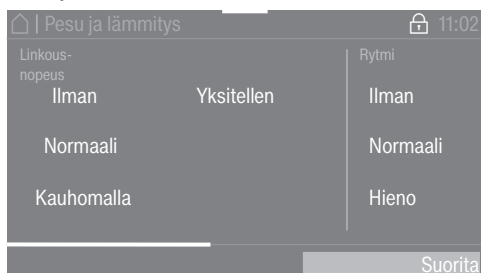 Pesu ja lämmitys 11:02
Linkous-
nopeus
Rytmi
Ilman Yksitellen Ilman
Normaali Normaali
Kauhomalla Hieno
Suorita